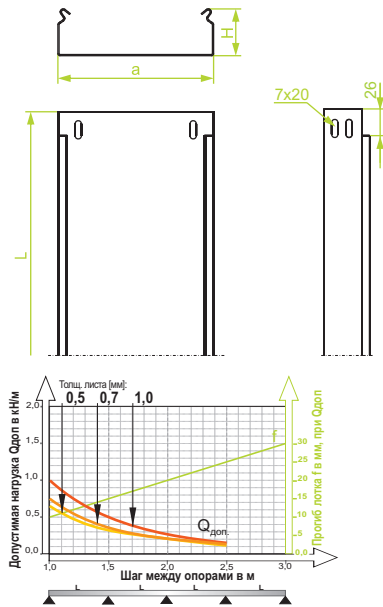 H
a
7x20
26
L
Толщ. листа [мм]:
0,5 0,7 1,0
Допустимая нагрузка Qдоп в кН/м
2,0
1,5
1,0
0,5
0,0
f
Qдоп.
30
25
20
15
10
5
0,0
Прогиб лотка f в мм, при Qдоп
1,0 1,5 2,0 2,5 3,0
Шаг между опорами в м
L L L L